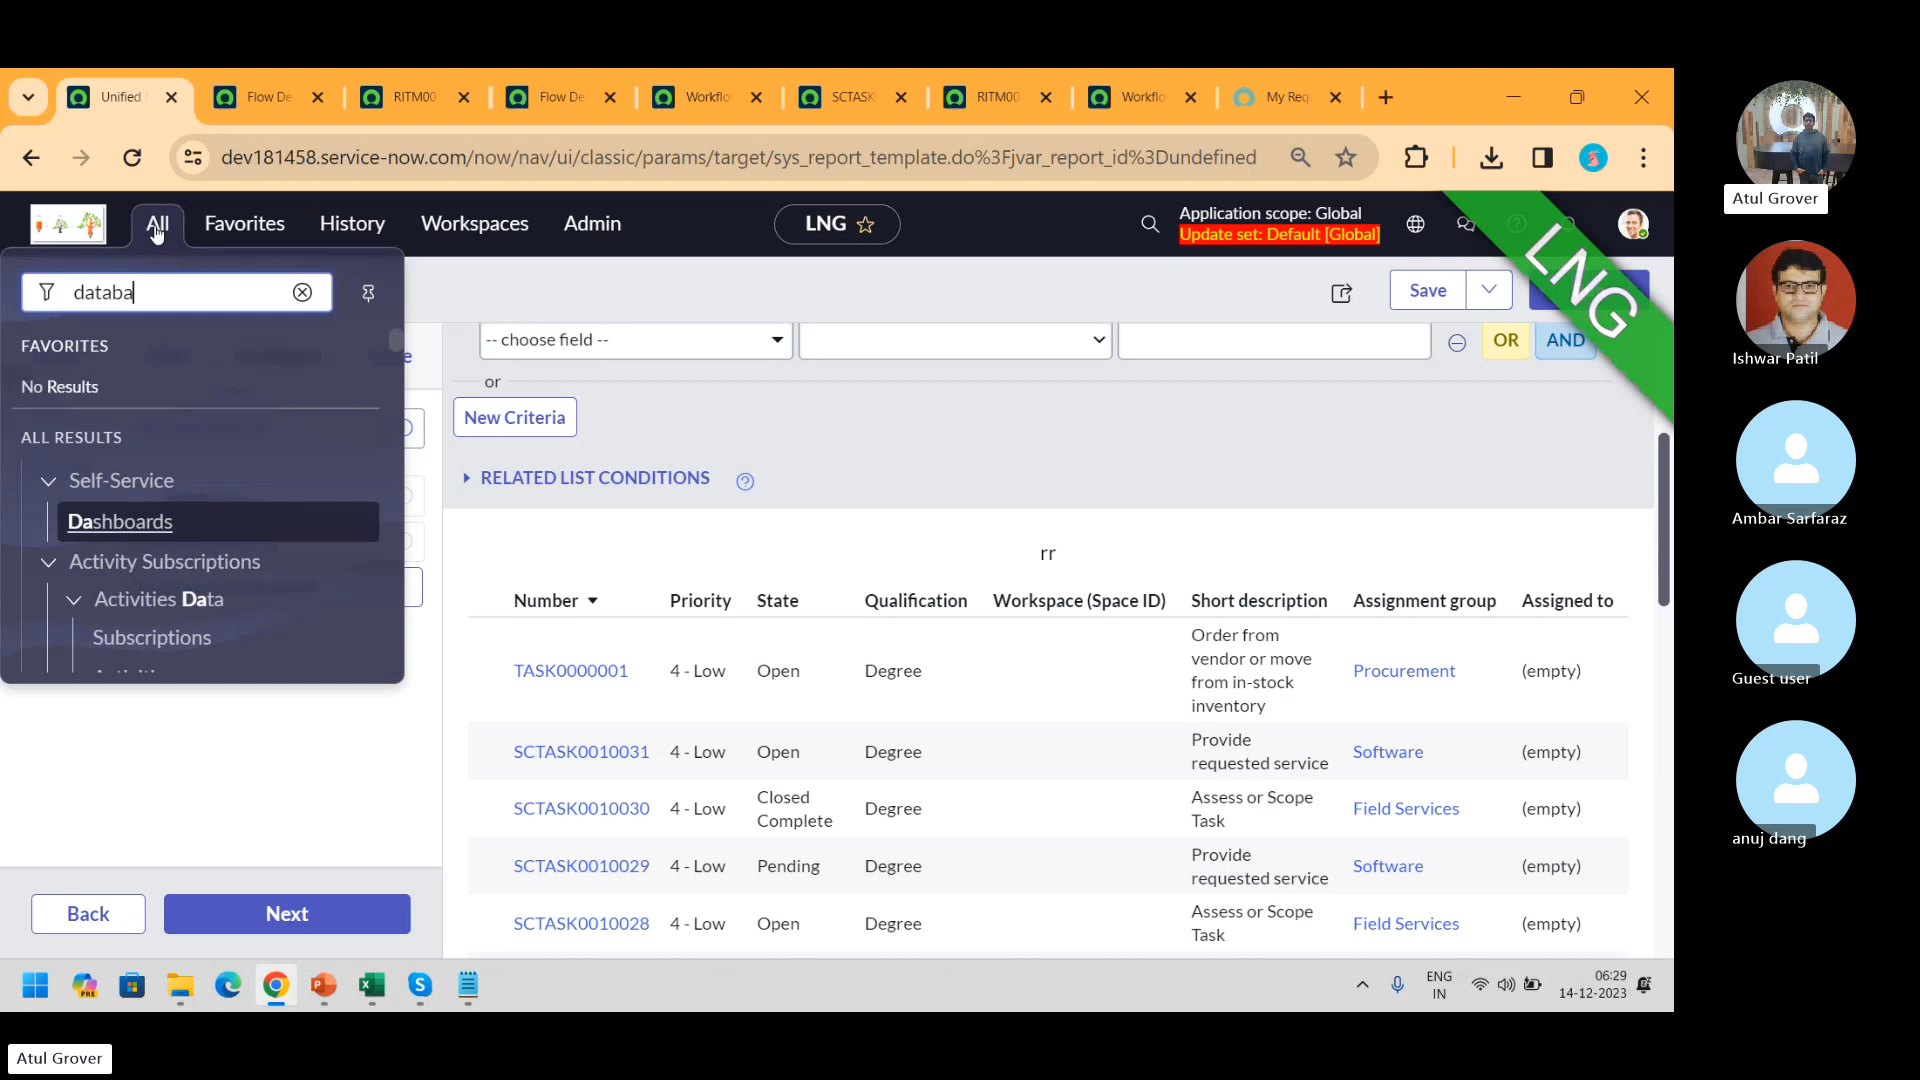 Unified
Flow De
RITM00
Flow De
Workflo
SCTASK
RITM00
Workflo
My Req
dev181458.service-now.com/now/nav/ui/classic/params/target/sys_report_template.do%3Fjvar_report_id%3Dundefined
All
Favorites
History
Workspaces
Admin
LNG
Application scope: Global
Update set: Default [Global]
LNG
databa
FAVORITES
No Results
ALL RESULTS
Self-Service
Dashboards
Activity Subscriptions
Activities Data
Subscriptions
Save
-- choose field --
OR
AND
or
New Criteria
RELATED LIST CONDITIONS
rr
Number
Priority
State
Qualification
Workspace (Space ID)
Short description
Assignment group
Assigned to
TASK0000001
4 - Low
Open
Degree
Order from
vendor or move
from in-stock
inventory
Procurement
(empty)
SCTASK0010031
4 - Low
Open
Degree
Provide
requested service
Software
(empty)
SCTASK0010030
4 - Low
Closed
Complete
Degree
Assess or Scope
Task
Field Services
(empty)
SCTASK0010029
4 - Low
Pending
Degree
Provide
requested service
Software
(empty)
SCTASK0010028
4 - Low
Open
Degree
Assess or Scope
Task
Field Services
(empty)
Back
Next
PRE
ENG
IN
06:29
14-12-2023
Atul Grover
Ishwar Patil
Ambar Sarfaraz
Guest user
anuj dang
Atul Grover